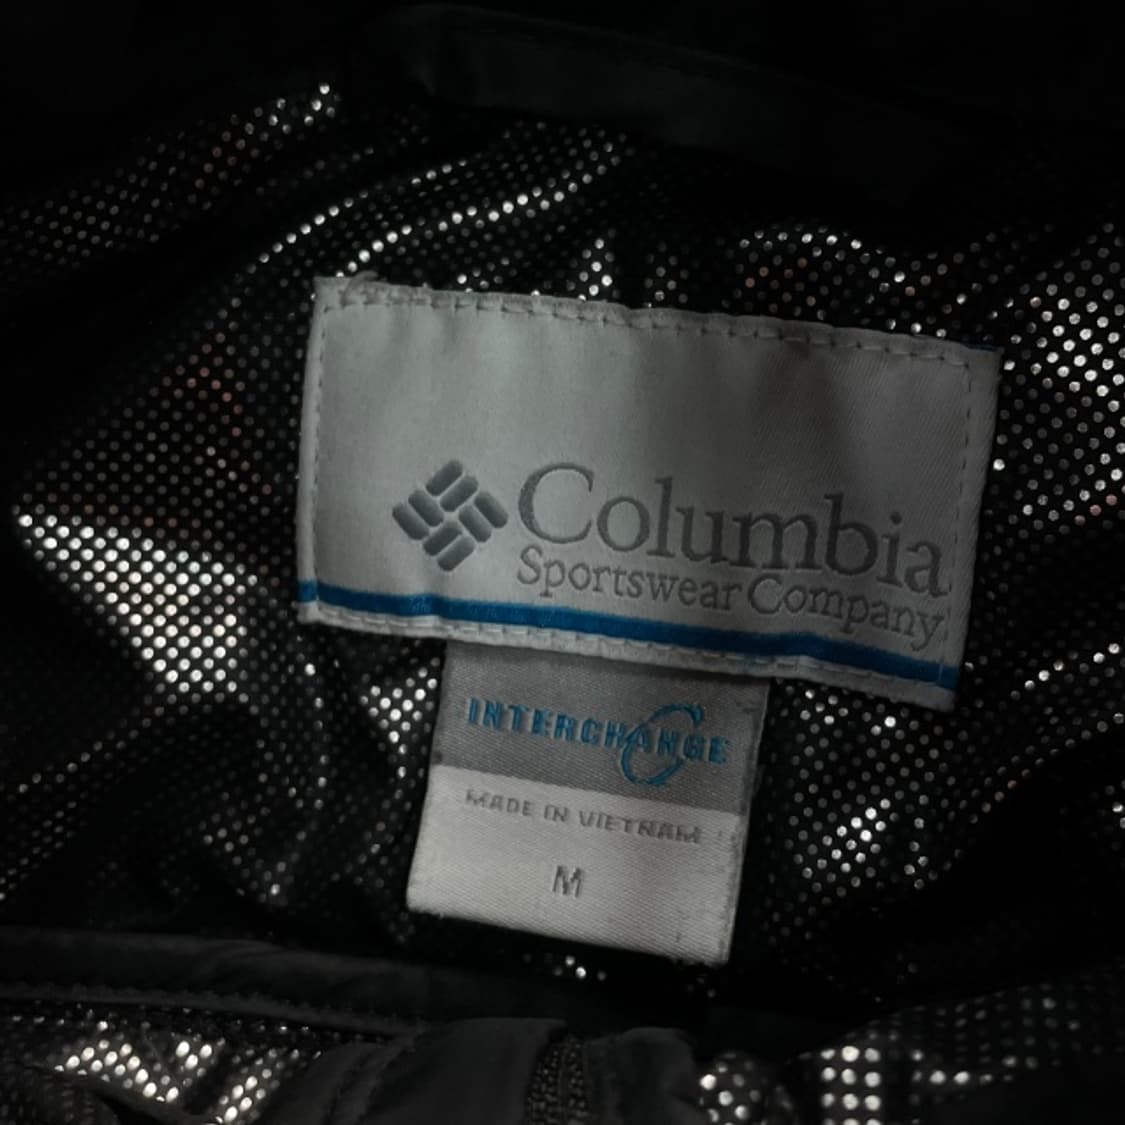 Columbia
Sportswear Company
INTERCHANGE
MADE IN VIETNAM
M